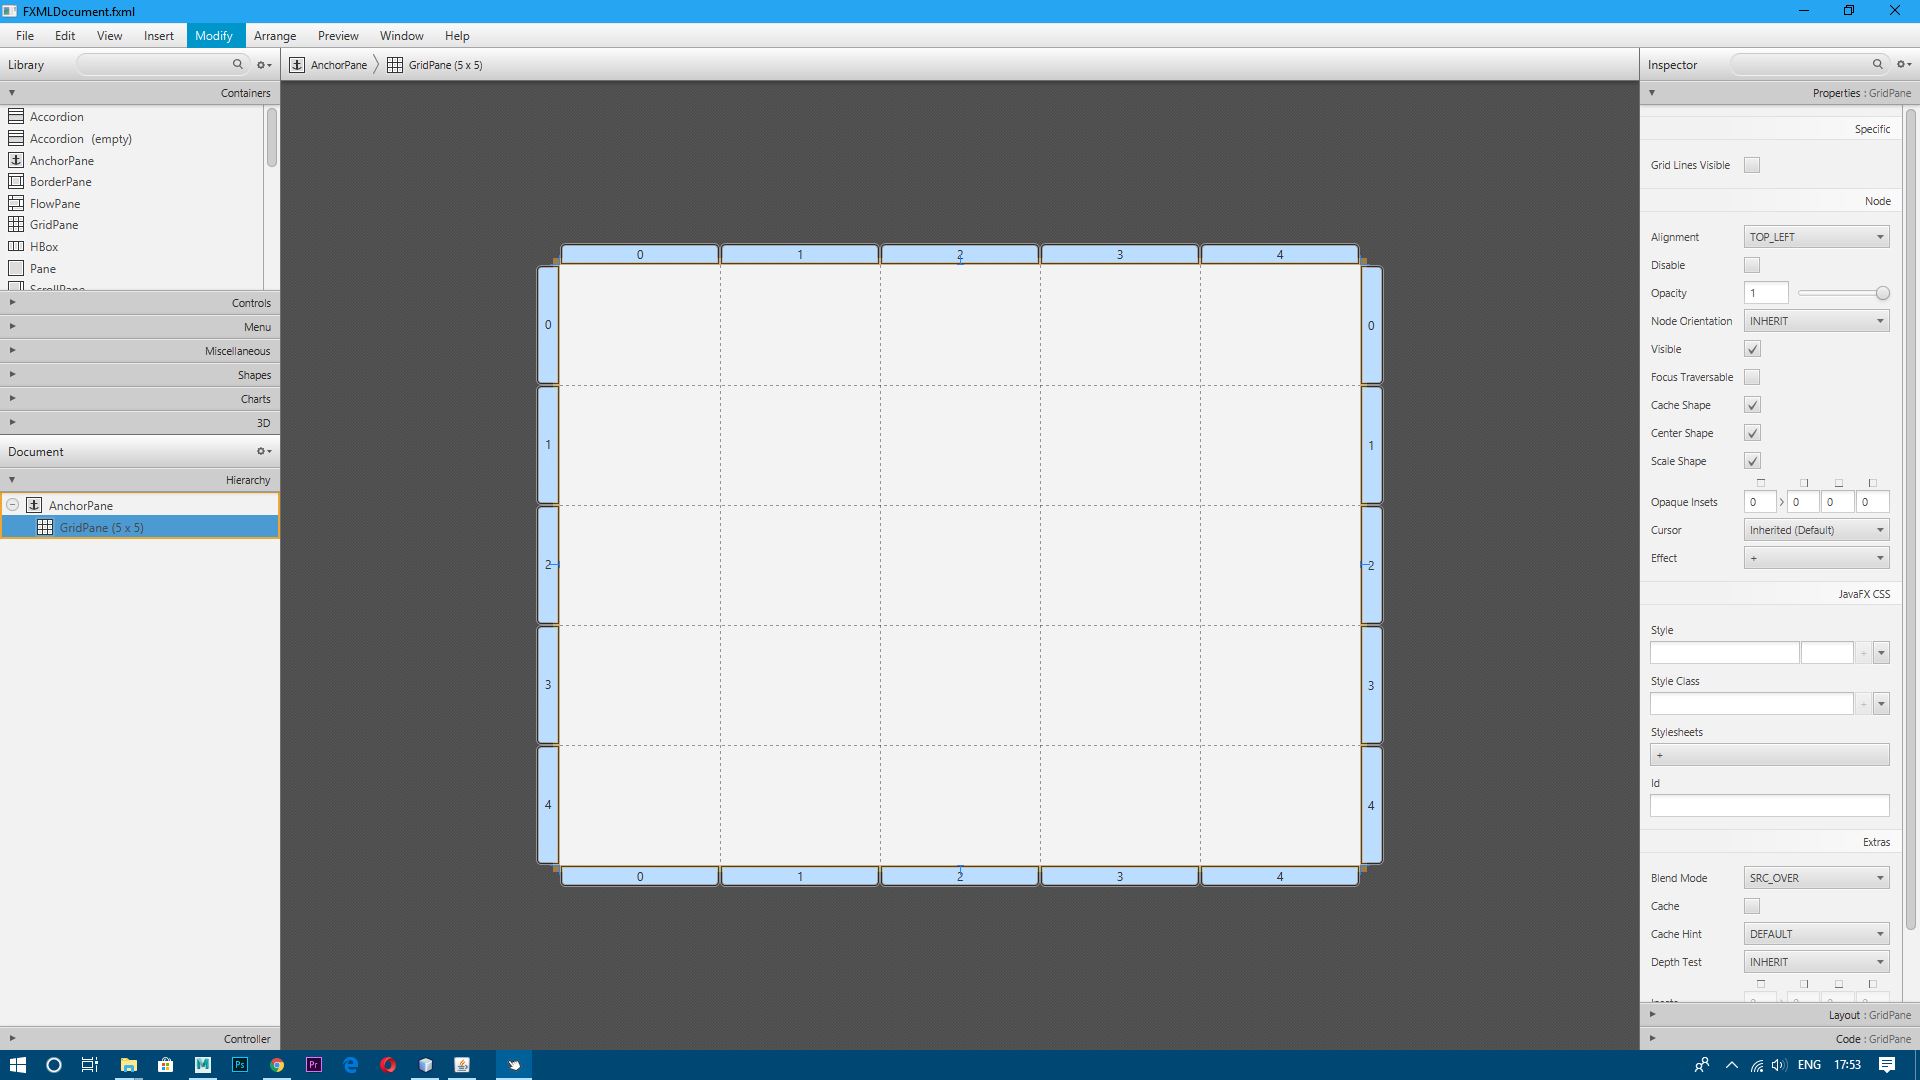 FXMLDocument.fxml
File Edit View Insert Modify Arrange Preview Window Help
Library
AnchorPane GridPane (5 x 5)
Inspector
Containers
Accordion
Accordion (empty)
AnchorPane
BorderPane
FlowPane
GridPane
HBox
Pane
ScrollPane
Controls
Menu
Miscellaneous
Shapes
Charts
3D
Document
Hierarchy
AnchorPane
GridPane (5 x 5)
Controller
0 1 2 3 4
0 0
1 1
2 2
3 3
4 4
0 1 2 3 4
Properties : GridPane
Specific
Grid Lines Visible
Node
Alignment TOP_LEFT
Disable
Opacity 1
Node Orientation INHERIT
Visible
Focus Traversable
Cache Shape
Center Shape
Scale Shape
Opaque Insets 0 > 0 0 0
Cursor Inherited (Default)
Effect +
JavaFX CSS
Style
+
Style Class
+
Stylesheets
+
Id
Extras
Blend Mode SRC_OVER
Cache
Cache Hint DEFAULT
Depth Test INHERIT
Layout : GridPane
Code : GridPane
M Ps Pr ENG 17:53